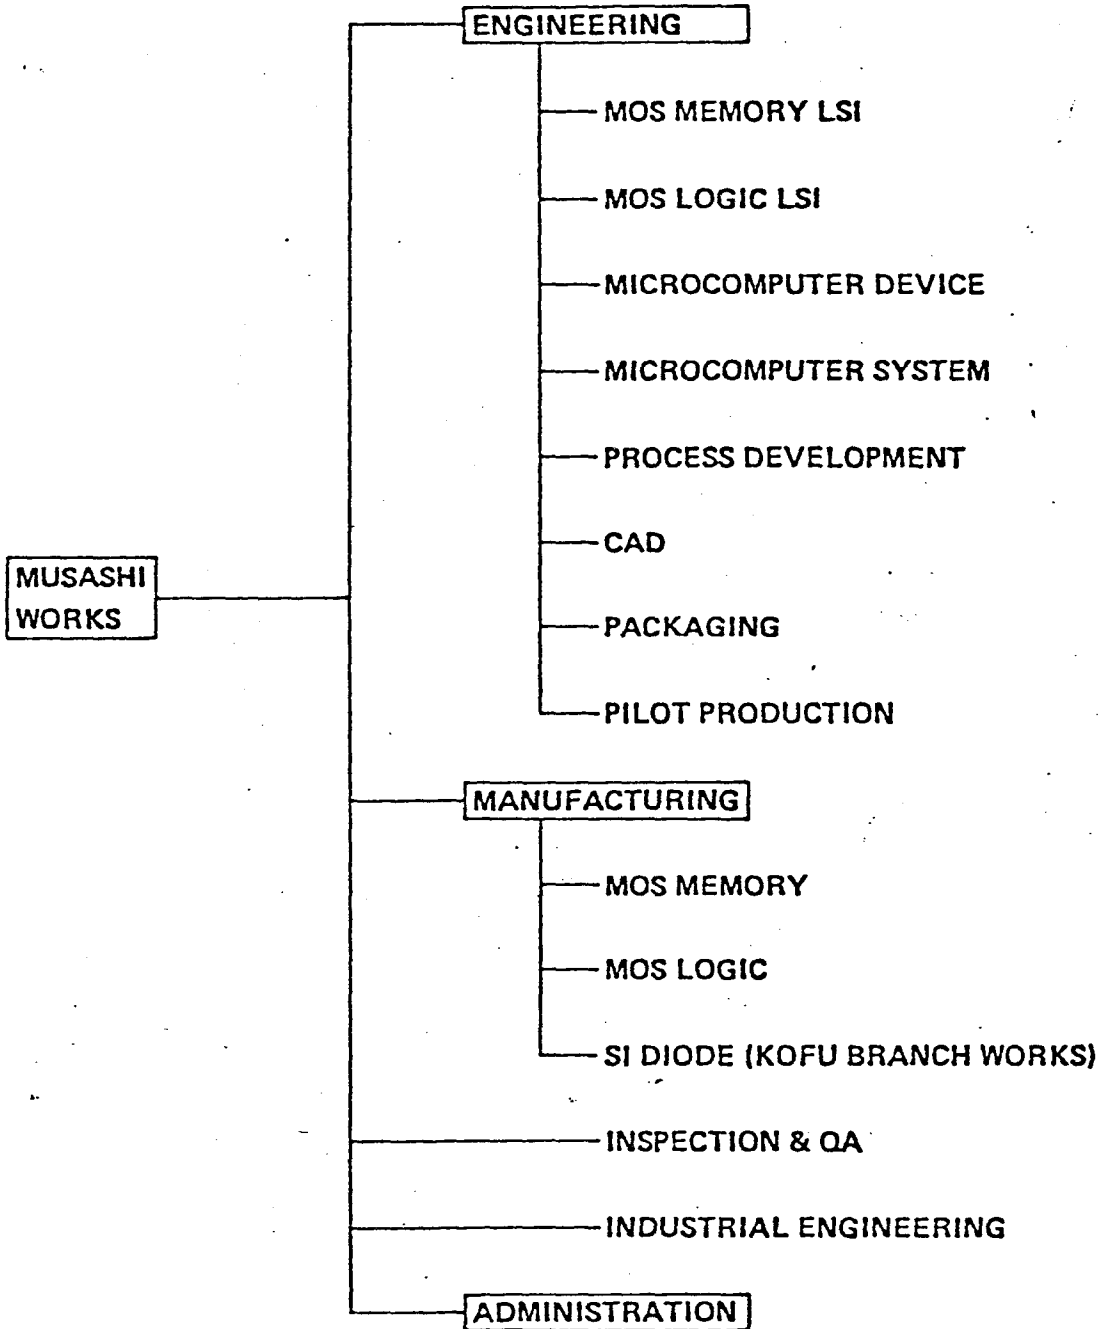 ENGINEERING
MOS MEMORY LSI
MOS LOGIC LSI
MICROCOMPUTER DEVICE
MICROCOMPUTER SYSTEM
PROCESS DEVELOPMENT
CAD
MUSASHI
WORKS
PACKAGING
PILOT PRODUCTION
MANUFACTURING
MOS MEMORY
MOS LOGIC
SI DIODE (KOFU BRANCH WORKS)
INSPECTION & QA
INDUSTRIAL ENGINEERING
ADMINISTRATION